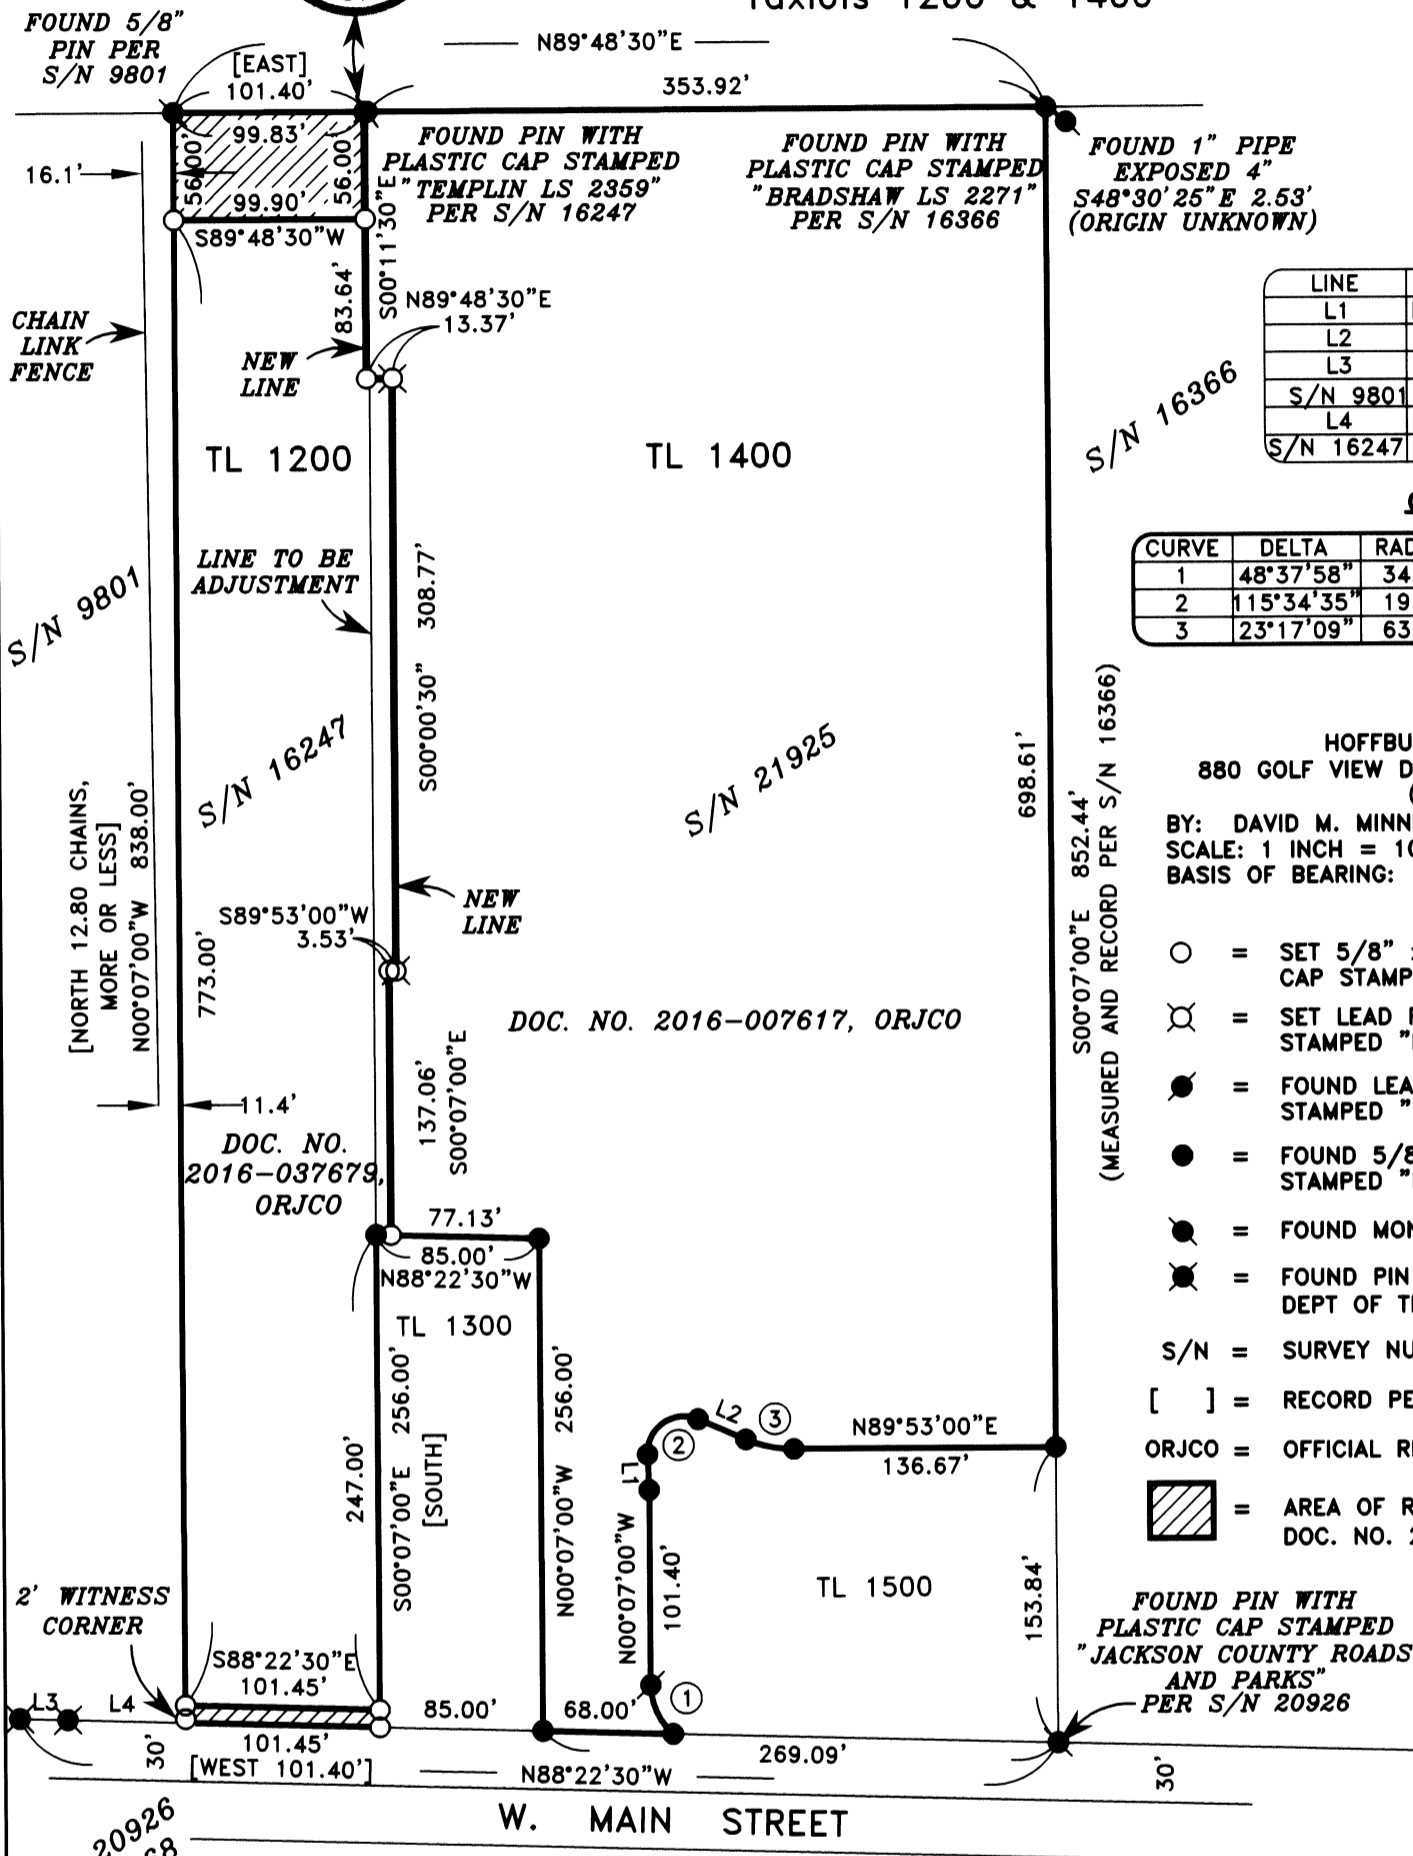 Taxlots 1200 & 1400
FOUND 5/8"
PIN PER
S/N 9801
[EAST]
101.40'
N89°48'30"E
353.92'
99.83'
56.00'
56.00'
16.1'
99.90'
S89°48'30"W
FOUND PIN WITH
PLASTIC CAP STAMPED
"TEMPLIN LS 2359"
PER S/N 16247
FOUND PIN WITH
PLASTIC CAP STAMPED
"BRADSHAW LS 2271"
PER S/N 16366
FOUND 1" PIPE
EXPOSED 4"
S48°30'25"E 2.53'
(ORIGIN UNKNOWN)
S00°11'30"E
83.64'
N89°48'30"E
13.37'
CHAIN
LINK
FENCE
NEW
LINE
LINE
L1
L2
L3
S/N 9801
L4
S/N 16247
S/N 16366
TL 1200
TL 1400
CURVE DELTA RAD
1 48°37'58" 34
2 115°34'35" 19
3 23°17'09" 63
LINE TO BE
ADJUSTMENT
S/N 9801
S00°00'30" 308.77'
S/N 16247
S/N 21925
698.61'
S00°07'00"E 852.44'
(MEASURED AND RECORD PER S/N 16366)
HOFFBU
880 GOLF VIEW D
(
BY: DAVID M. MINN
SCALE: 1 INCH = 10
BASIS OF BEARING:
[NORTH 12.80 CHAINS,
MORE OR LESS]
N00°07'00"W 838.00'
773.00'
S89°53'00"W
3.53'
NEW
LINE
DOC. NO. 2016-007617, ORJCO
137.06'
S00°07'00"E
11.4'
DOC. NO.
2016-037679,
ORJCO
= SET 5/8"
CAP STAMP
= SET LEAD
STAMPED "
= FOUND LEA
STAMPED "
= FOUND 5/8
STAMPED "
= FOUND MON
= FOUND PIN
DEPT OF T
S/N = SURVEY NU
[ ] = RECORD PE
ORJCO = OFFICIAL R
= AREA OF R
DOC. NO. 2
77.13'
85.00'
N88°22'30"W
TL 1300
247.00'
S00°07'00"E 256.00'
[SOUTH]
N00°07'00"W 256.00'
L2
3
2
L1
N89°53'00"E
136.67'
N00°07'00"W
101.40'
TL 1500
153.84'
2' WITNESS
CORNER
S88°22'30"E
101.45'
L3
L4
85.00'
68.00'
1
FOUND PIN WITH
PLASTIC CAP STAMPED
"JACKSON COUNTY ROADS
AND PARKS"
PER S/N 20926
30'
101.45'
[WEST 101.40']
N88°22'30"W
269.09'
30'
W. MAIN STREET
20926
68